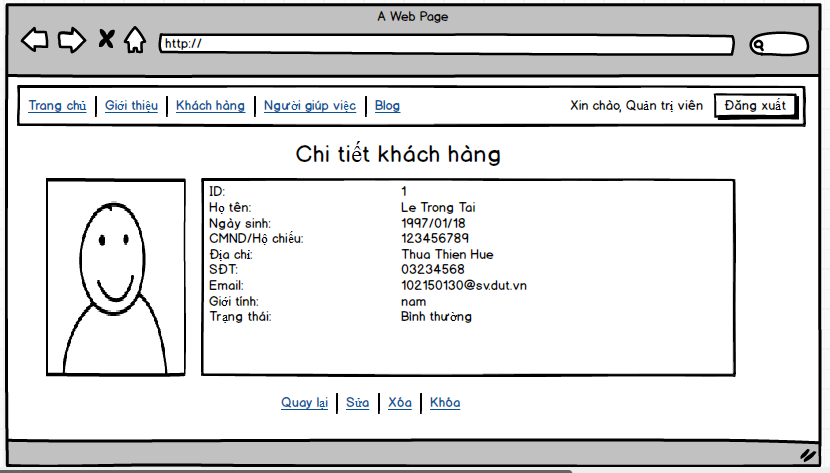 A Web Page
http://
Trang chủ Giới thiệu Khách hàng Người giúp việc Blog Xin chào, Quản trị viên Đăng xuất
Chi tiết khách hàng
ID: 1
Họ tên: Le Trong Tai
Ngày sinh: 1997/01/18
CMND/Hộ chiếu: 123456789
Địa chỉ: Thua Thien Hue
SĐT: 03234568
Email: 102150130@sv.dut.vn
Giới tính: nam
Trạng thái: Bình thường
Quay lại Sửa Xóa Khóa